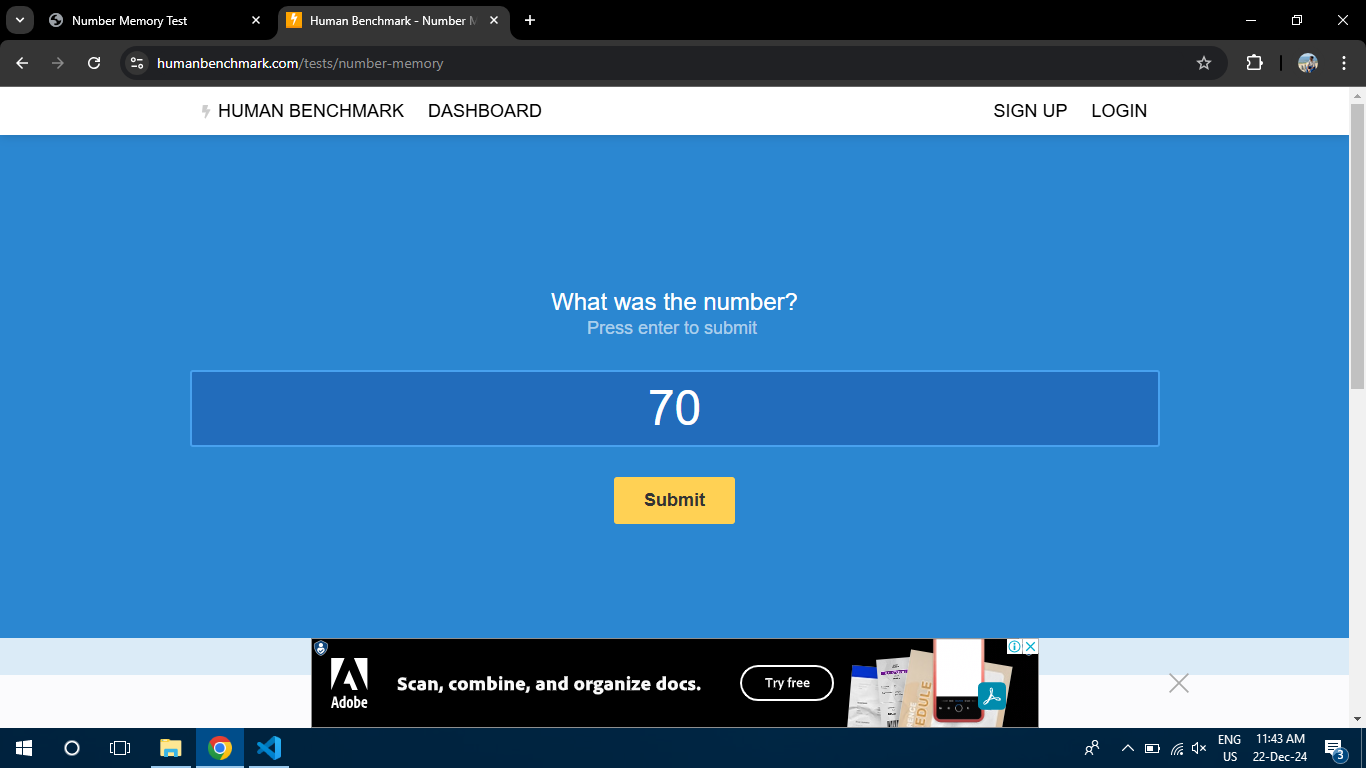 Number Memory Test
Human Benchmark - Number M
humanbenchmark.com/tests/number-memory
HUMAN BENCHMARK DASHBOARD SIGN UP LOGIN
What was the number?
Press enter to submit
70
Submit
Adobe
Scan, combine, and organize docs.
Try free
EDULE
ENG
US
11:43 AM
22-Dec-24
3